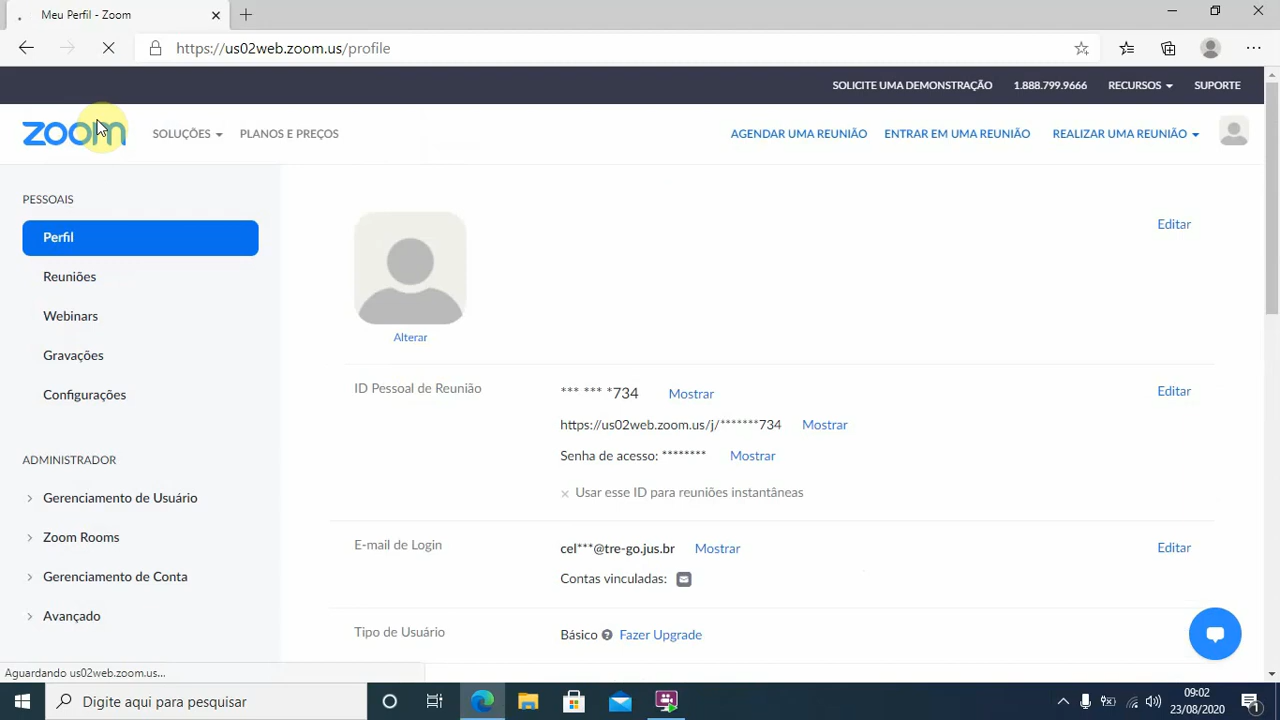 Meu Perfil - Zoom
https://us02web.zoom.us/profile
SOLICITE UMA DEMONSTRAÇÃO 1.888.799.9666 RECURSOS SUPORTE
zoom SOLUÇÕES PLANOS E PREÇOS AGENDAR UMA REUNIÃO ENTRAR EM UMA REUNIÃO REALIZAR UMA REUNIÃO
PESSOAIS
Perfil
Reuniões
Webinars
Gravações
Configurações
ADMINISTRADOR
Gerenciamento de Usuário
Zoom Rooms
Gerenciamento de Conta
Avançado
Editar
Alterar
ID Pessoal de Reunião *** *** *734 Mostrar Editar
https://us02web.zoom.us/j/*******734 Mostrar
Senha de acesso: ******** Mostrar
× Usar esse ID para reuniões instantâneas
E-mail de Login cel***@tre-go.jus.br Mostrar Editar
Contas vinculadas:
Tipo de Usuário Básico Fazer Upgrade
Aguardando us02web.zoom.us...
Digite aqui para pesquisar
09:02
23/08/2020
1